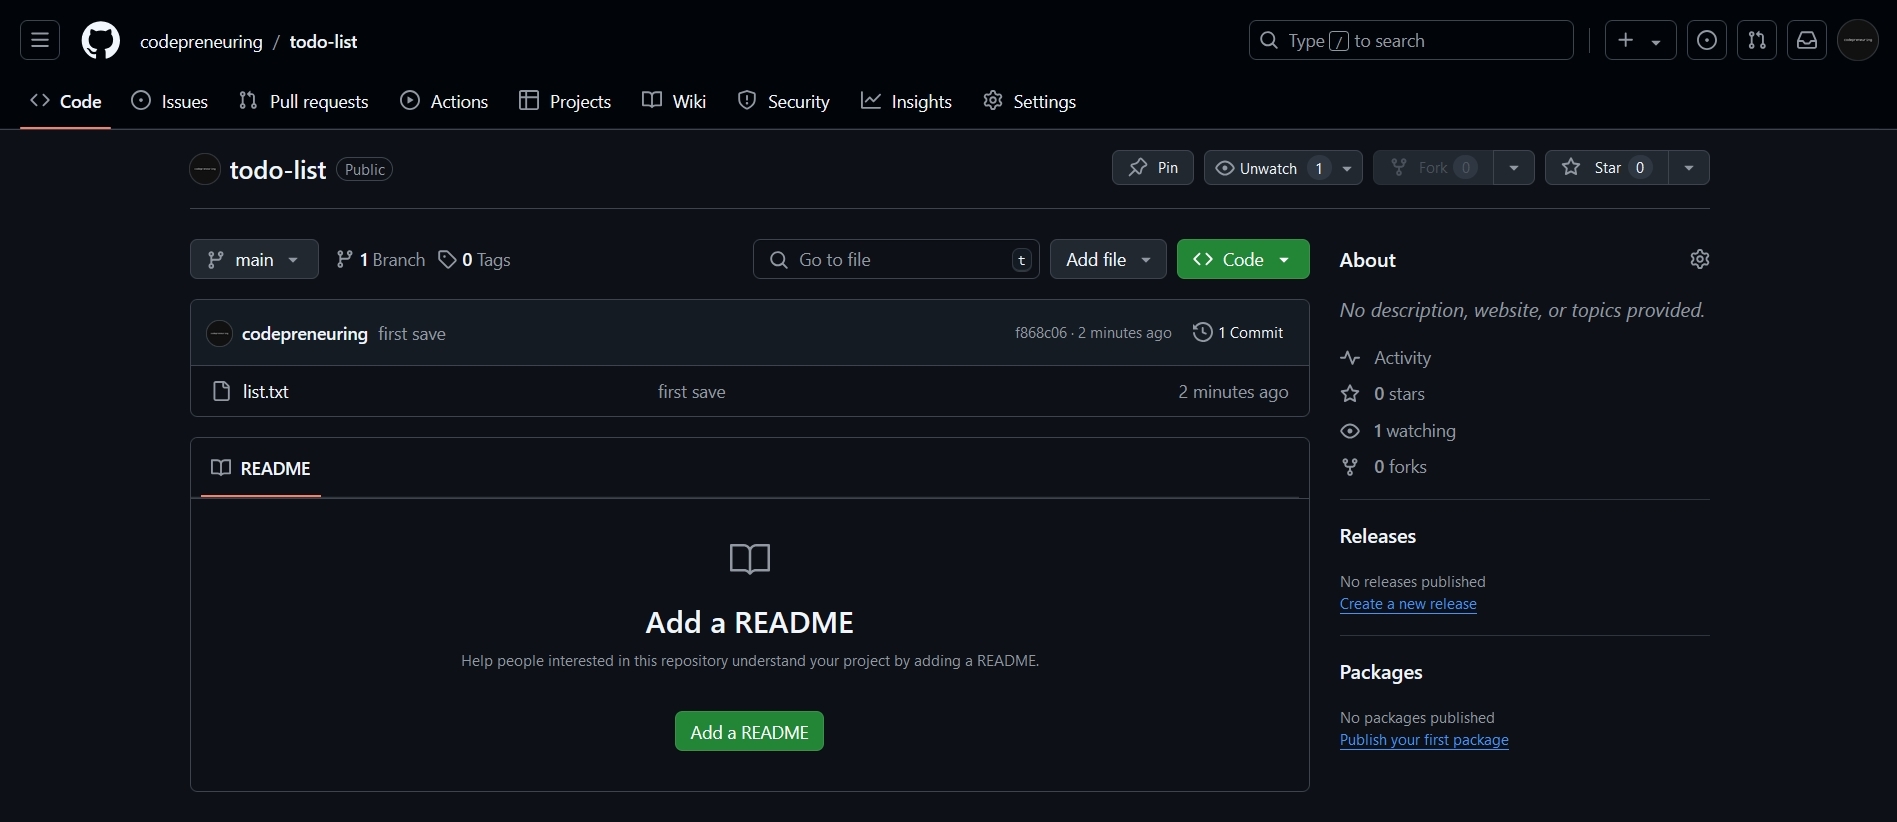 codepreneuring / todo-list
Type / to search
Code Issues Pull requests Actions Projects Wiki Security Insights Settings
todo-list Public
Pin Unwatch 1 Fork 0 Star 0
main 1 Branch 0 Tags Go to file t Add file Code
codepreneuring first save f868c06 · 2 minutes ago 1 Commit
list.txt first save 2 minutes ago
README
Add a README
Help people interested in this repository understand your project by adding a README.
Add a README
About
No description, website, or topics provided.
Activity
0 stars
1 watching
0 forks
Releases
No releases published
Create a new release
Packages
No packages published
Publish your first package